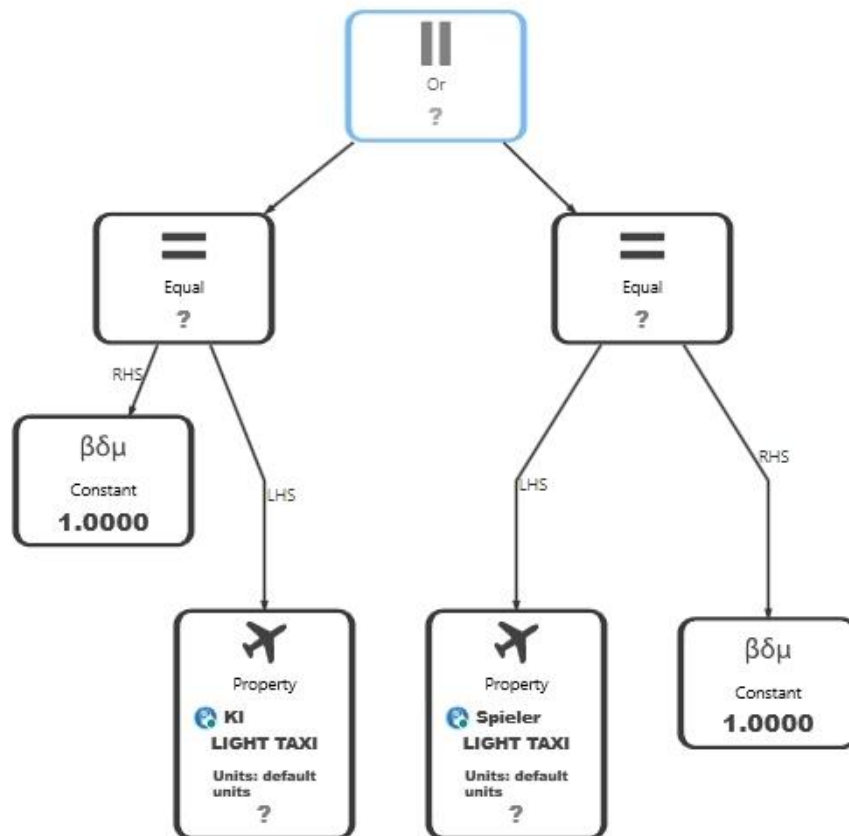 Or
?
Equal
?
Equal
?
RHS
LHS
LHS
RHS
βδμ
Constant
1.0000
Property
KI
LIGHT TAXI
Units: default
units
?
Property
Spieler
LIGHT TAXI
Units: default
units
?
βδμ
Constant
1.0000